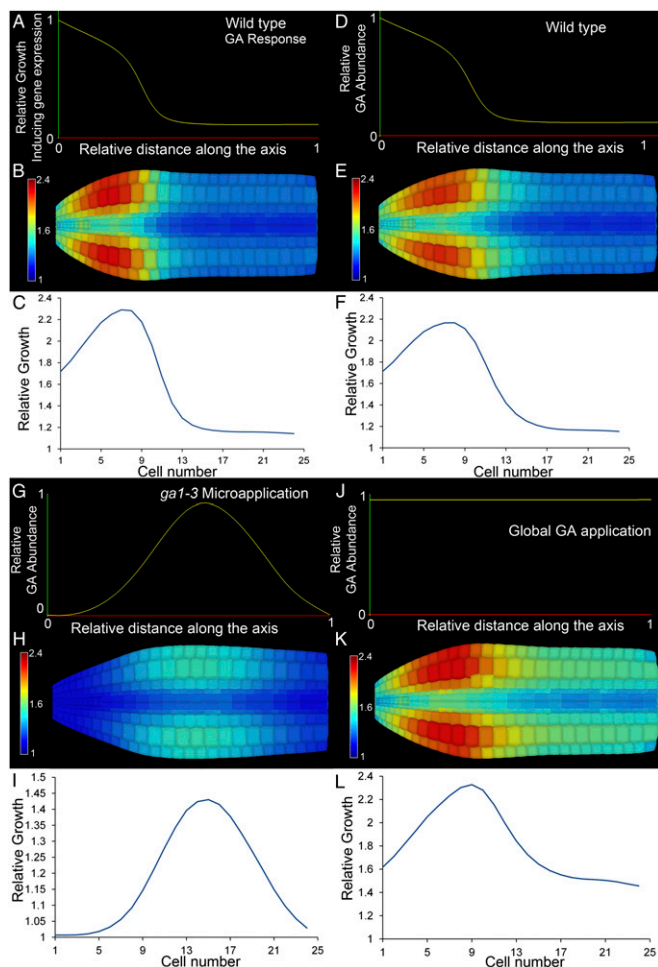 A
1
Wild type
GA Response
Relative Growth
Inducing gene expression
0
0
Relative distance along the axis
1
B
2.4
1.6
1
C
2.4
2.2
2
1.8
1.6
1.4
1.2
1
Relative Growth
1
5
9
13
17
21
25
Cell number
D
1
Wild type
Relative
GA Abundance
0
0
Relative distance along the axis
1
E
2.4
1.6
1
F
2.4
2.2
2
1.8
1.6
1.4
1.2
1
Relative Growth
1
5
9
13
17
21
25
Cell number
G
1
ga1-3 Microapplication
Relative
GA Abundance
0
0
Relative distance along the axis
1
H
2.4
1.6
1
I
1.5
1.45
1.4
1.35
1.3
1.25
1.2
1.15
1.1
1.05
1
Relative Growth
1
5
9
13
17
21
25
Cell number
J
1
Global GA application
Relative
GA Abundance
0
0
Relative distance along the axis
1
K
2.4
1.6
1
L
2.4
2.2
2
1.8
1.6
1.4
1.2
1
Relative Growth
1
5
9
13
17
21
25
Cell number